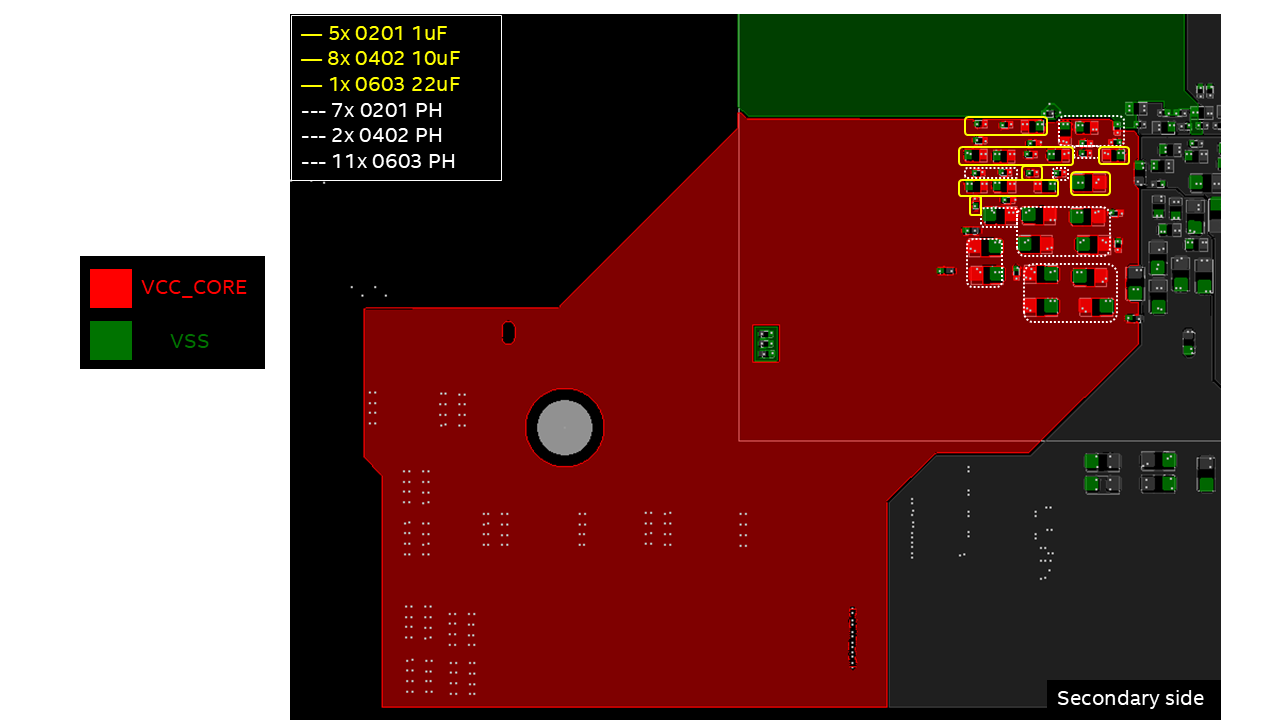 — 5x 0201 1uF
— 8x 0402 10uF
— 1x 0603 22uF
--- 7x 0201 PH
--- 2x 0402 PH
--- 11x 0603 PH
VCC_CORE
VSS
Secondary side